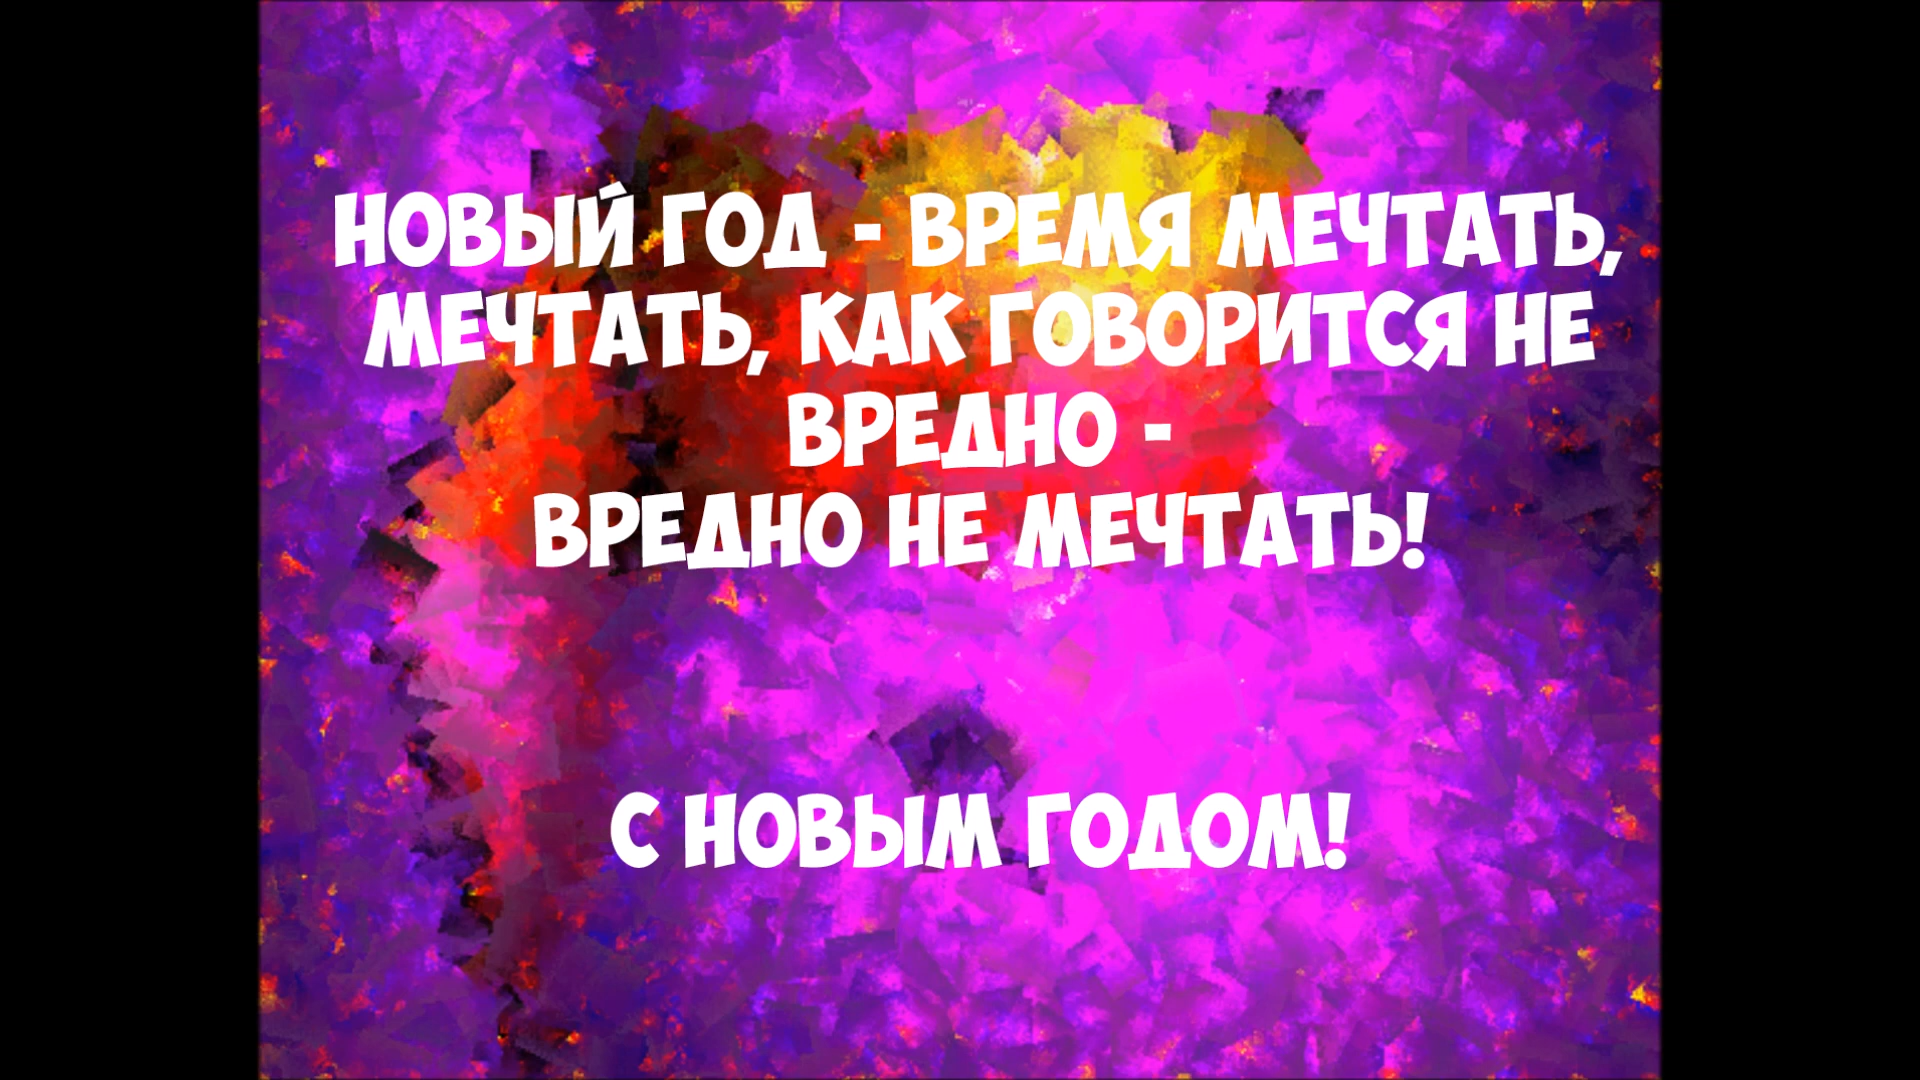 НОВЫЙ ГОД - ВРЕМЯ МЕЧТАТЬ,
МЕЧТАТЬ, КАК ГОВОРИТСЯ НЕ
ВРЕДНО -
ВРЕДНО НЕ МЕЧТАТЬ!
С НОВЫМ ГОДОМ!